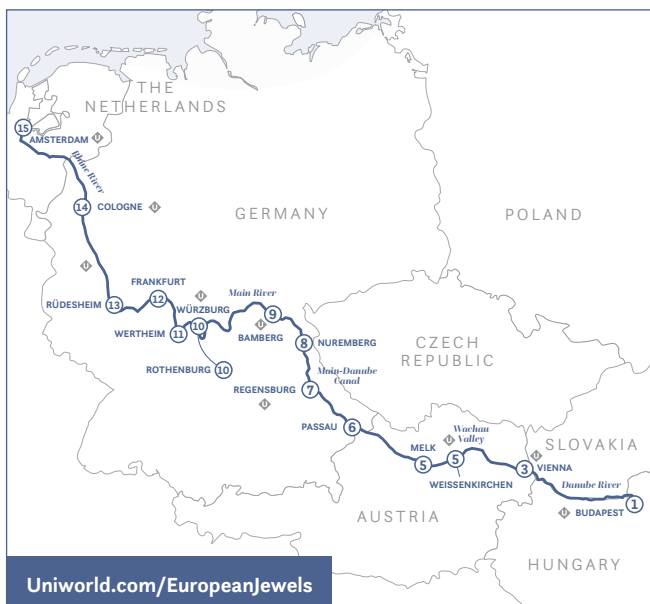 THE
NETHERLANDS
15
AMSTERDAM
U
Rhine River
14
COLOGNE
U
GERMANY
POLAND
U
FRANKFURT
12
RÜDESHEIM
13
U
WÜRZBURG
10
WERTHEIM
11
Main River
9
BAMBERG
U
8
NUREMBERG
ROTHENBURG
10
Main-Danube
Canal
REGENSBURG
7
U
CZECH
REPUBLIC
PASSAU
6
MELK
5
U
Wachau
Valley
5
WEISSENKIRCHEN
SLOVAKIA
U
3
VIENNA
Danube River
U
BUDAPEST
1
AUSTRIA
HUNGARY
Uniworld.com/EuropeanJewels